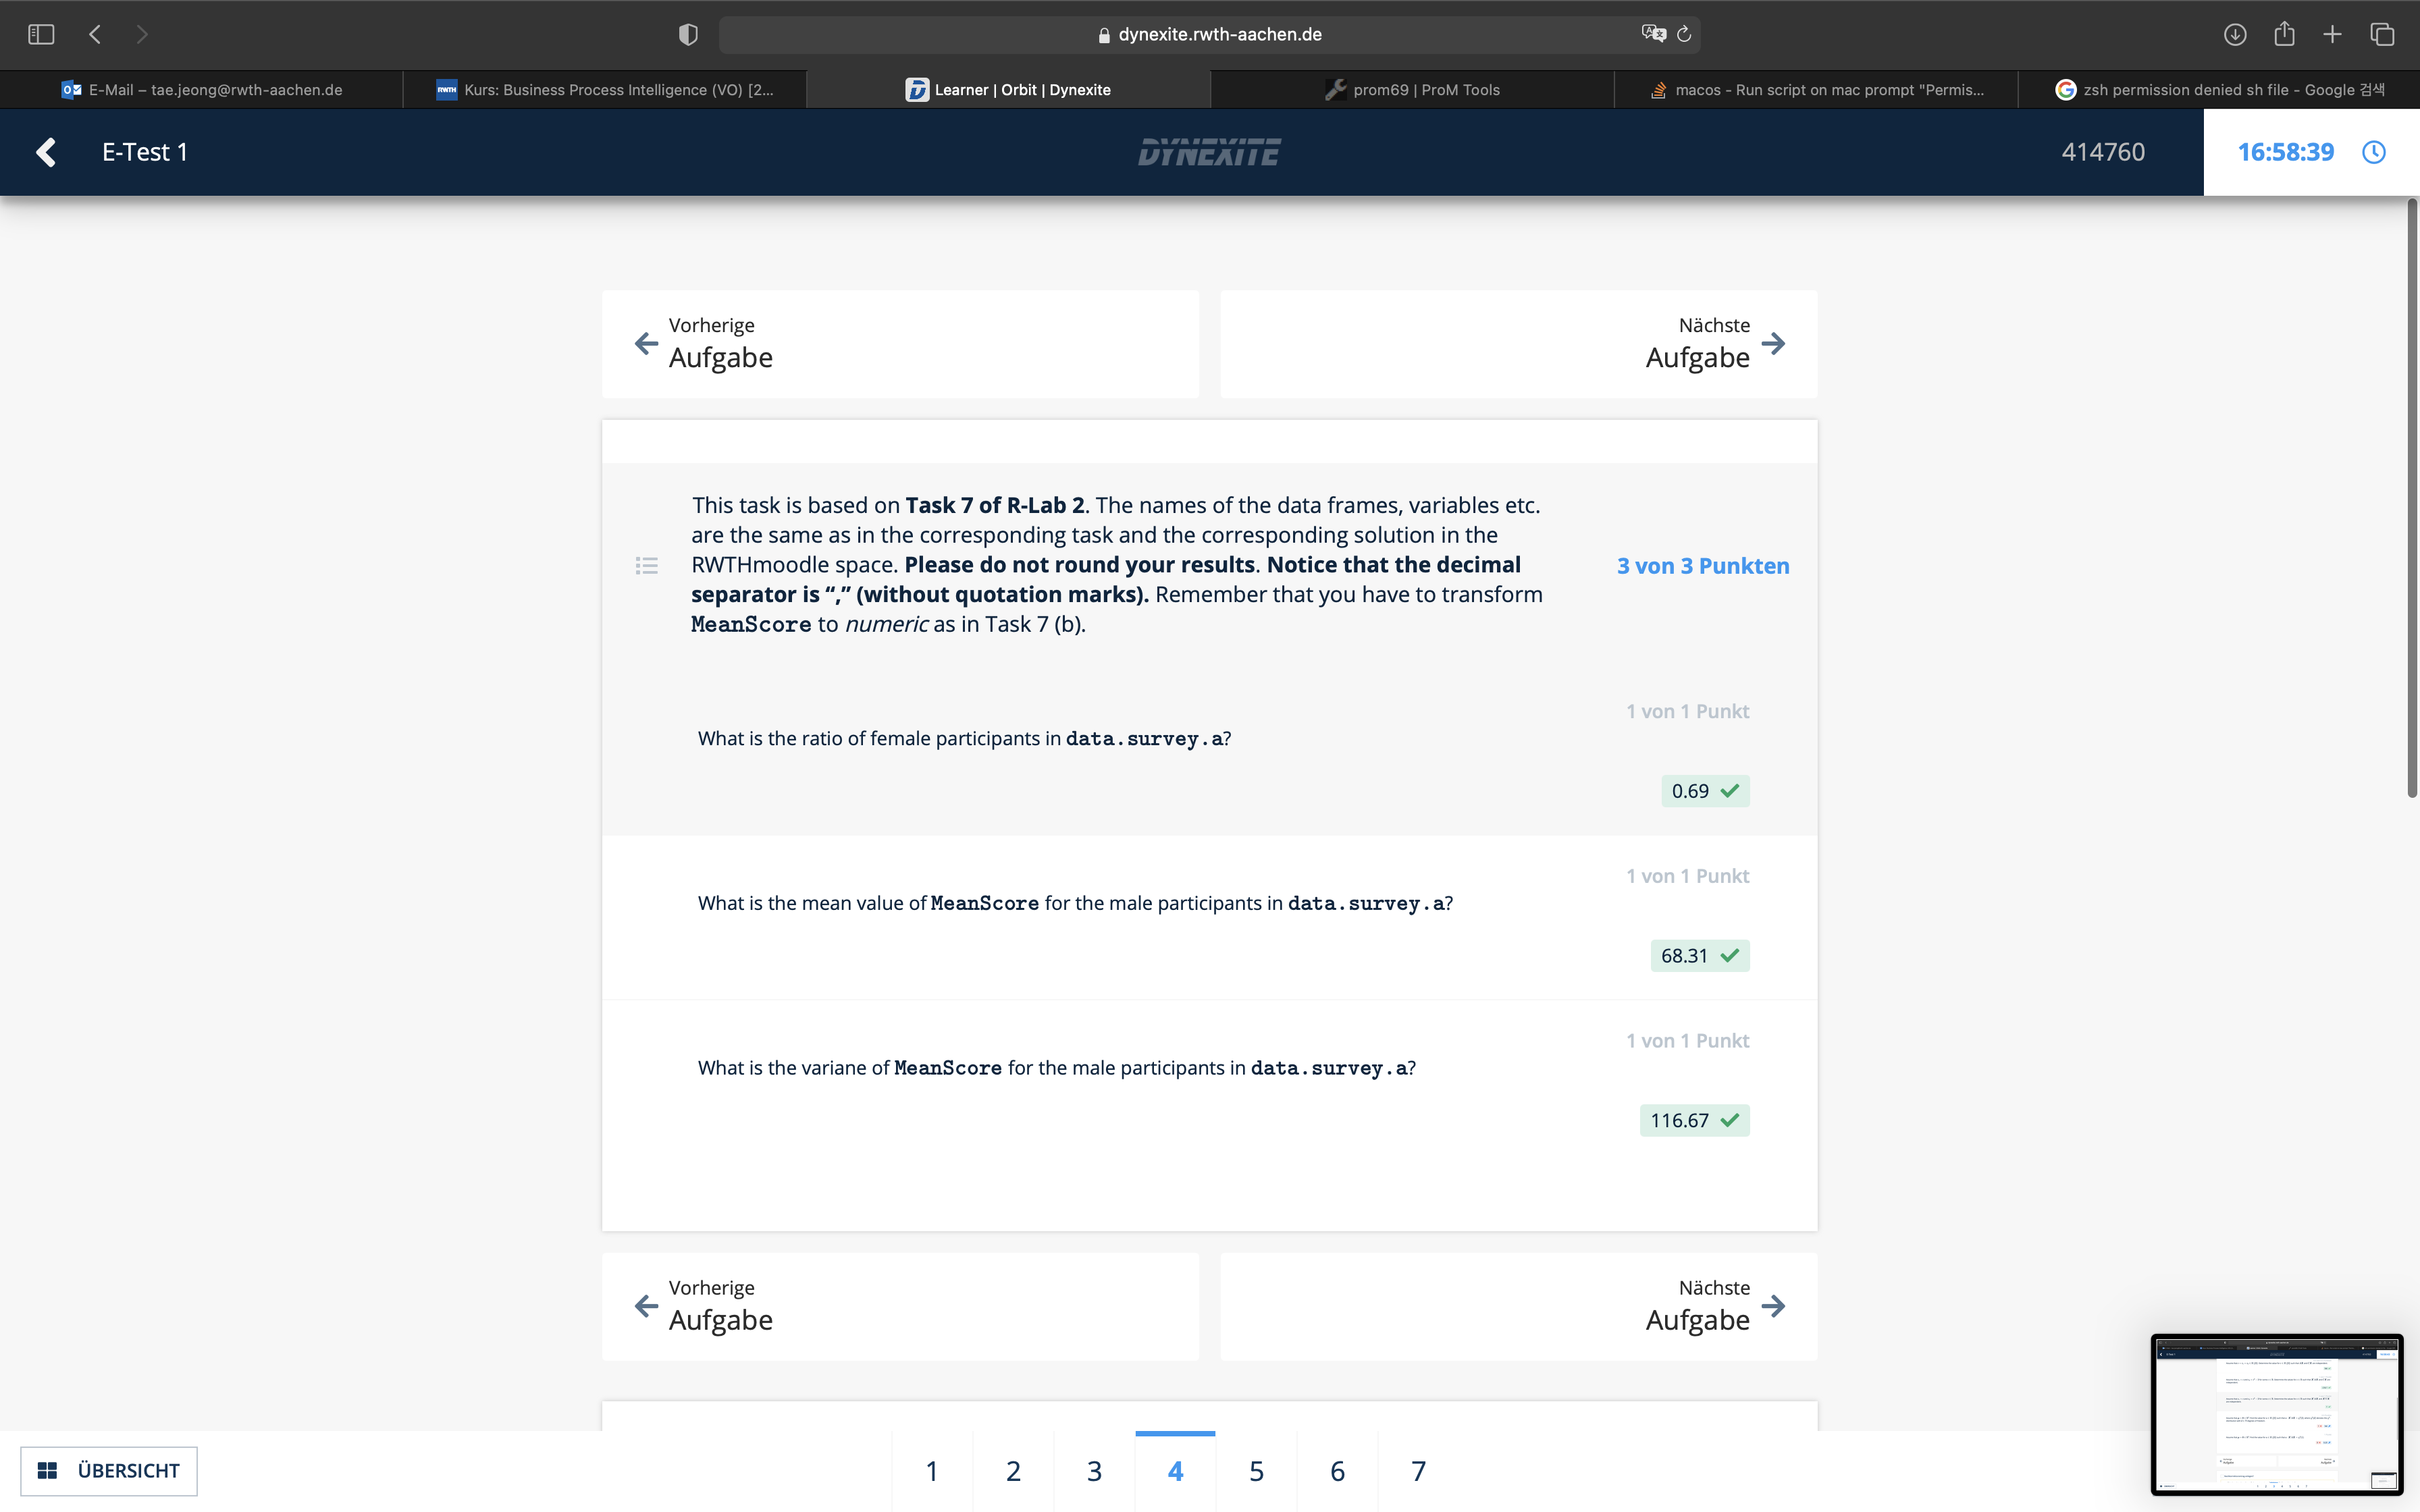 dynexite.rwth-aachen.de
E-Mail – tae.jeong@rwth-aachen.de
RWTH Kurs: Business Process Intelligence (VO) [2...
Learner | Orbit | Dynexite
prom69 | ProM Tools
macos - Run script on mac prompt "Permis...
zsh permission denied sh file - Google 검색
E-Test 1
DYNEXITE
414760
16:58:39
Vorherige
Aufgabe
Nächste
Aufgabe
This task is based on Task 7 of R-Lab 2. The names of the data frames, variables etc.
are the same as in the corresponding task and the corresponding solution in the
RWTHmoodle space. Please do not round your results. Notice that the decimal
separator is “,” (without quotation marks). Remember that you have to transform
MeanScore to numeric as in Task 7 (b).
3 von 3 Punkten
1 von 1 Punkt
What is the ratio of female participants in data.survey.a?
0.69
1 von 1 Punkt
What is the mean value of MeanScore for the male participants in data.survey.a?
68.31
1 von 1 Punkt
What is the variane of MeanScore for the male participants in data.survey.a?
116.67
Vorherige
Aufgabe
Nächste
Aufgabe
ÜBERSICHT
1 2 3 4 5 6 7